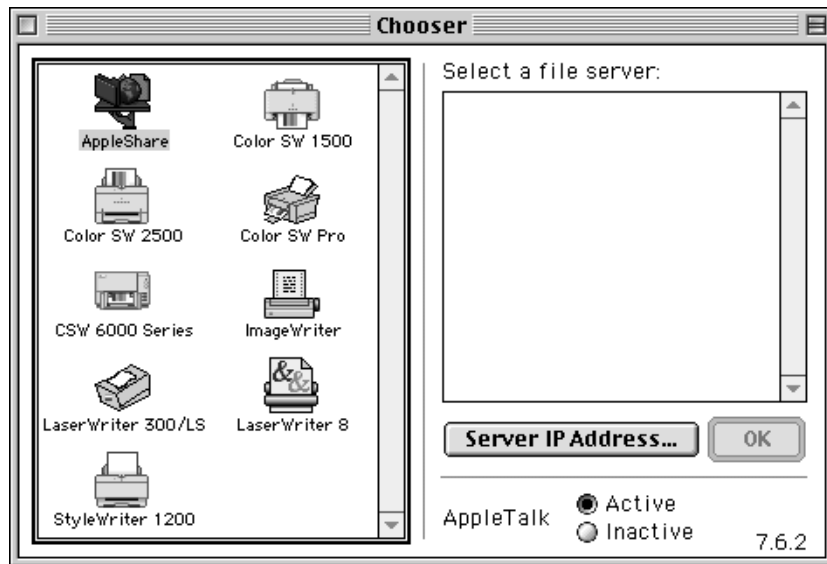 Chooser
AppleShare
Color SW 1500
Color SW 2500
Color SW Pro
CSW 6000 Series
ImageWriter
LaserWriter 300/LS
LaserWriter 8
StyleWriter 1200
Select a file server:
Server IP Address...
OK
AppleTalk
Active
Inactive
7.6.2